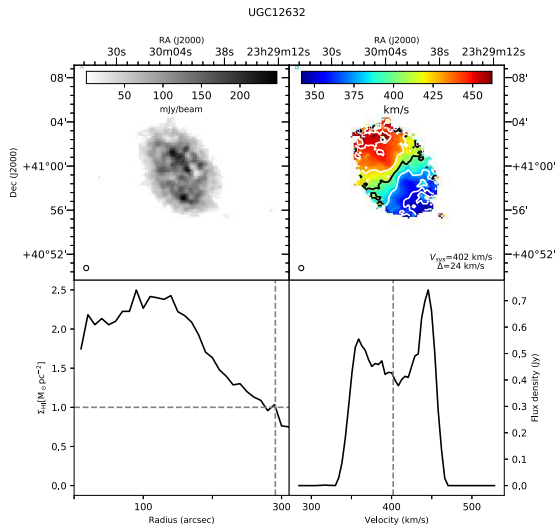 UGC12632
RA (J2000)
RA (J2000)
30s 30m04s 38s 23h29m12s
30s 30m04s 38s 23h29m12s
08'
04'
+41°00'
56'
+40°52'
Dec (J2000)
50 100 150 200
mJy/beam
350 375 400 425 450
km/s
V_sys=402 km/s
Δ=24 km/s
08'
04'
+41°00'
56'
+40°52'
Dec (J2000)
2.5
2.0
1.5
1.0
0.5
0.0
Σ_HI[M_⊙pc⁻²]
100 200 300
Radius (arcsec)
0.7
0.6
0.5
0.4
0.3
0.2
0.1
0.0
Flux density (Jy)
300 400 500
Velocity (km/s)